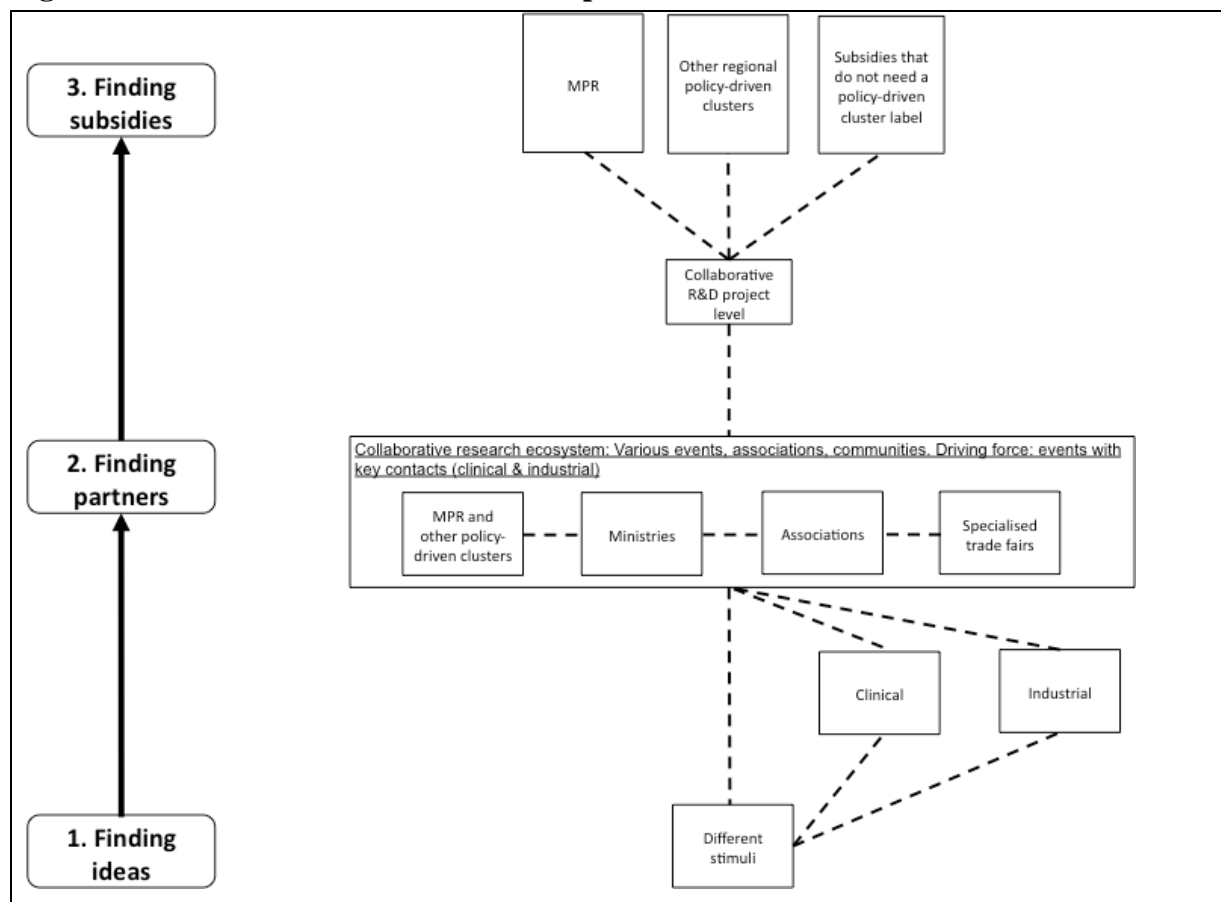 3. Finding
subsidies
MPR
Other regional
policy-driven
clusters
Subsidies that
do not need a
policy-driven
cluster label
Collaborative
R&D project
level
2. Finding
partners
Collaborative research ecosystem: Various events, associations, communities. Driving force: events with
key contacts (clinical & industrial)
MPR and
other policy-
driven clusters
Ministries
Associations
Specialised
trade fairs
Clinical
Industrial
1. Finding
ideas
Different
stimuli